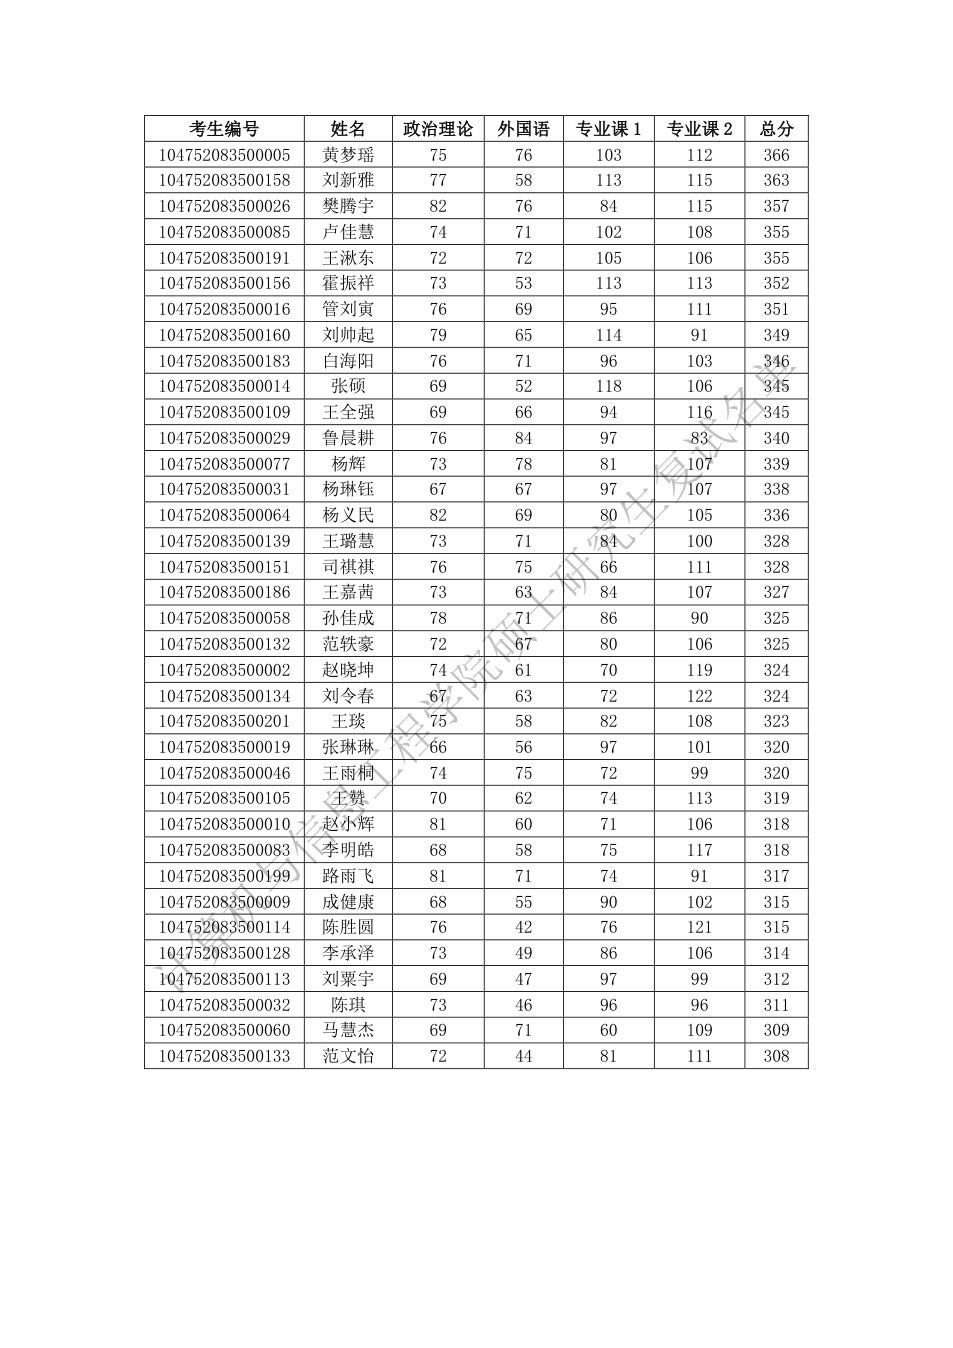 考生编号 姓名 政治理论 外国语 专业课 1 专业课 2 总分
104752083500005 黄梦瑶 75 76 103 112 366
104752083500158 刘新雅 77 58 113 115 363
104752083500026 樊腾宇 82 76 84 115 357
104752083500085 卢佳慧 74 71 102 108 355
104752083500191 王湫东 72 72 105 106 355
104752083500156 霍振祥 73 53 113 113 352
104752083500016 管刘寅 76 69 95 111 351
104752083500160 刘帅起 79 65 114 91 349
104752083500183 白海阳 76 71 96 103 346
104752083500014 张硕 69 52 118 106 345
104752083500109 王全强 69 66 94 116 345
104752083500029 鲁晨耕 76 84 97 83 340
104752083500077 杨辉 73 78 81 107 339
104752083500031 杨琳钰 67 67 97 107 338
104752083500064 杨义民 82 69 80 105 336
104752083500139 王璐慧 73 71 84 100 328
104752083500151 司祺祺 76 75 66 111 328
104752083500186 王嘉茜 73 63 84 107 327
104752083500058 孙佳成 78 71 86 90 325
104752083500132 范轶豪 72 67 80 106 325
104752083500002 赵晓坤 74 61 70 119 324
104752083500134 刘令春 67 63 72 122 324
104752083500201 王琰 75 58 82 108 323
104752083500019 张琳琳 66 56 97 101 320
104752083500046 王雨桐 74 75 72 99 320
104752083500105 王赞 70 62 74 113 319
104752083500010 赵小辉 81 60 71 106 318
104752083500083 李明皓 68 58 75 117 318
104752083500199 路雨飞 81 71 74 91 317
104752083500009 成健康 68 55 90 102 315
104752083500114 陈胜圆 76 42 76 121 315
104752083500128 李承泽 73 49 86 106 314
104752083500113 刘粟宇 69 47 97 99 312
104752083500032 陈琪 73 46 96 96 311
104752083500060 马慧杰 69 71 60 109 309
104752083500133 范文怡 72 44 81 111 308
计算机与信息工程学院硕士研究生复试名单